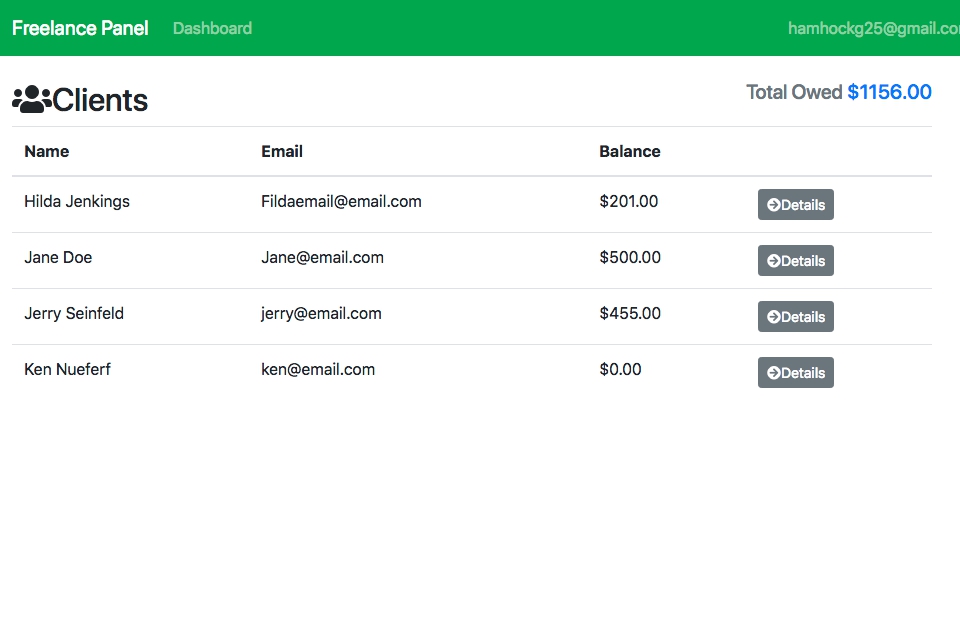 Freelance Panel Dashboard hamhockg25@gmail.co
Clients Total Owed $1156.00
Name Email Balance
Hilda Jenkings Fildaemail@email.com $201.00 Details
Jane Doe Jane@email.com $500.00 Details
Jerry Seinfeld jerry@email.com $455.00 Details
Ken Nueferf ken@email.com $0.00 Details